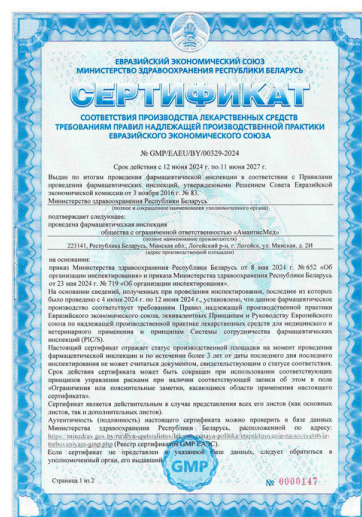 ЕВРАЗИЙСКИЙ ЭКОНОМИЧЕСКИЙ СОЮЗ
МИНИСТЕРСТВО ЗДРАВООХРАНЕНИЯ РЕСПУБЛИКИ БЕЛАРУСЬ
СЕРТИФИКАТ
СООТВЕТСТВИЯ ПРОИЗВОДСТВА ЛЕКАРСТВЕННЫХ СРЕДСТВ
ТРЕБОВАНИЯМ ПРАВИЛ НАДЛЕЖАЩЕЙ ПРОИЗВОДСТВЕННОЙ ПРАКТИКИ
ЕВРАЗИЙСКОГО ЭКОНОМИЧЕСКОГО СОЮЗА
№ GMP/EAEU/BY/00329-2024
Срок действия с 12 июня 2024 г. по 11 июня 2027 г.
Выдан по итогам проведения фармацевтической инспекции в соответствии с Правилами
проведения фармацевтических инспекций, утвержденными Решением Совета Евразийской
экономической комиссии от 3 ноября 2016 г. № 83.
Министерство здравоохранения Республики Беларусь
(полное и сокращенное наименования уполномоченного органа)
подтверждает следующее:
проведена фармацевтическая инспекция
общества с ограниченной ответственностью «АмантисМед»
(полное наименование производителя)
223141, Республика Беларусь, Минская обл., Логойский р-н, г. Логойск, ул. Минская, д. 2И
(адрес производственной площадки)
на основании:
приказ Министерства здравоохранения Республики Беларусь от 8 мая 2024 г. № 652 «Об
организации инспектирования» и приказа Министерства здравоохранения Республики Беларусь
от 23 мая 2024 г. № 719 «Об организации инспектирования».
На основании сведений, полученных при проведении инспектирования, последнее из которых
было проведено с 4 июня 2024 г. по 12 июня 2024 г., установлено, что данное фармацевтическое
производство соответствует требованиям Правил надлежащей производственной практики
Евразийского экономического союза, эквивалентных Принципам и Руководству Европейского
союза по надлежащей производственной практике лекарственных средств для медицинского и
ветеринарного применения и принципам Системы сотрудничества фармацевтических
инспекций (PIC/S).
Настоящий сертификат отражает статус производственной площадки на момент проведения
фармацевтической инспекции и по истечении более 3 лет от даты последнего дня последнего
инспектирования не может считаться документом, свидетельствующим о статусе соответствия.
Срок действия сертификата может быть сокращен при использовании соответствующих
принципов управления рисками при наличии соответствующей записи об этом в поле
«Ограничения или пояснительные заметки, касающиеся области применения настоящего
сертификата».
Сертификат является действительным в случае представления всех его листов (как основных
листов, так и дополнительных листов).
Аутентичность (подлинность) настоящего сертификата можно проверить в базе данных
Министерства здравоохранения Республики Беларусь, расположенной по адресу:
(Реестр сертификатов GMP ЕАЭС).
Если сертификат не представлен в указанной базе данных, следует обратиться в
уполномоченный орган, его выдавший.
GMP
Страница 1 из 2
№ 0000147